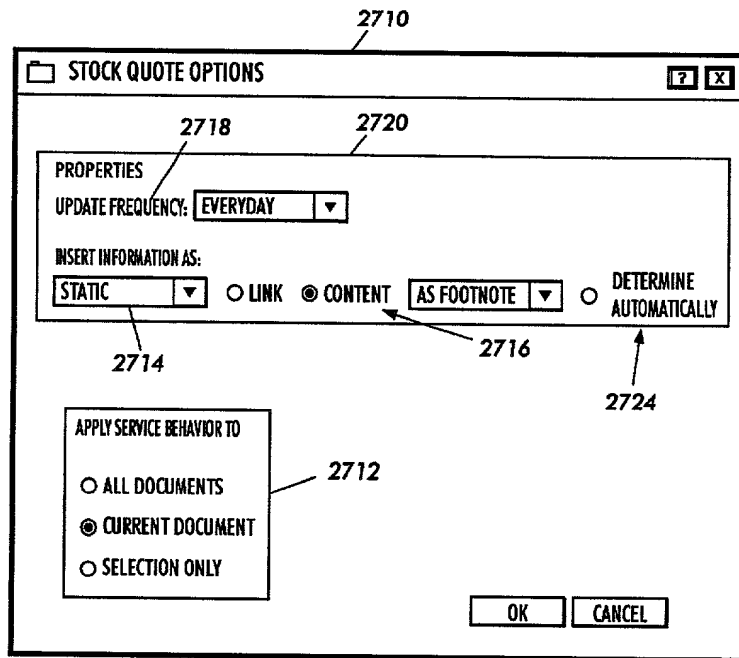 2710
STOCK QUOTE OPTIONS ? X
2718
2720
PROPERTIES
UPDATE FREQUENCY: EVERYDAY
INSERT INFORMATION AS:
STATIC LINK CONTENT AS FOOTNOTE DETERMINE
AUTOMATICALLY
2714
2716
2724
APPLY SERVICE BEHAVIOR TO
2712
ALL DOCUMENTS
CURRENT DOCUMENT
SELECTION ONLY
OK CANCEL